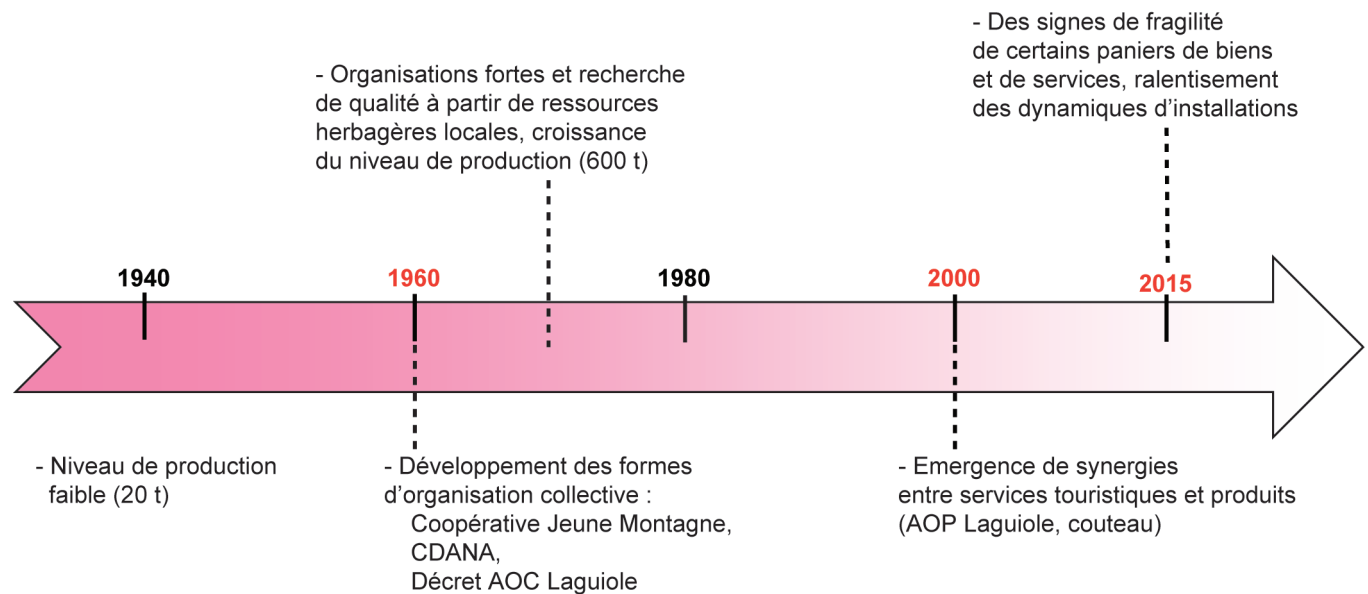 - Des signes de fragilité
de certains paniers de biens
et de services, ralentisement
des dynamiques d'installations
- Organisations fortes et recherche
de qualité à partir de ressources
herbagères locales, croissance
du niveau de production (600 t)
1940
1960
1980
2000
2015
- Niveau de production
faible (20 t)
- Développement des formes
d'organisation collective :
Coopérative Jeune Montagne,
CDANA,
Décret AOC Laguiole
- Emergence de synergies
entre services touristiques et produits
(AOP Laguiole, couteau)